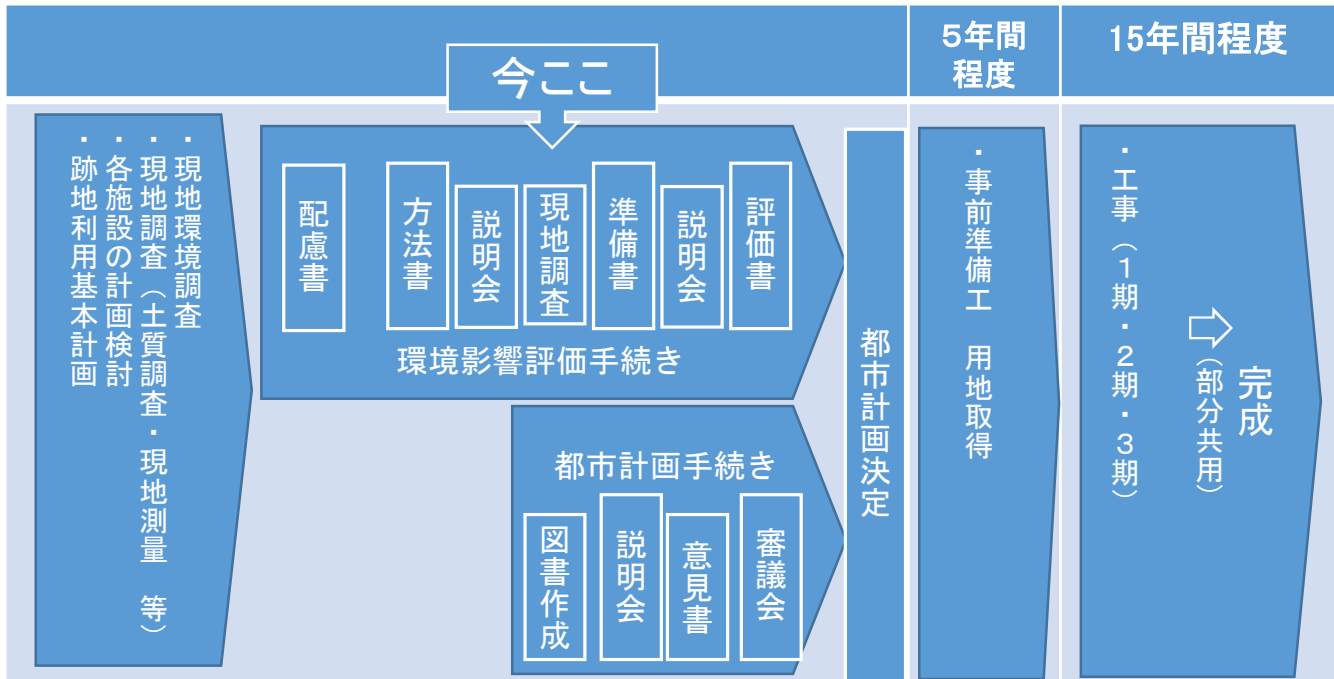 5年間
程度
15年間程度
今ここ
・現地環境調査
・現地調査（土質調査・現地測量　等）
・各施設の計画検討
・跡地利用基本計画
配慮書
方法書
説明会
現地調査
準備書
説明会
評価書
環境影響評価手続き
都市計画手続き
図書作成
説明会
意見書
審議会
都市計画決定
・事前準備工　用地取得
・工事（１期・２期・３期）
⇨
（部分共用）
完成